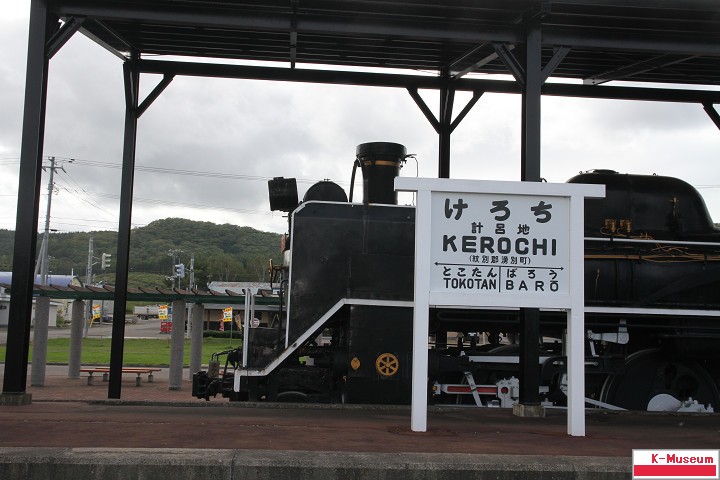 けろち
計呂地
KEROCHI
(紋別郡湧別町)
とこたん ばろう
TOKOTAN BARŌ
K-Museum